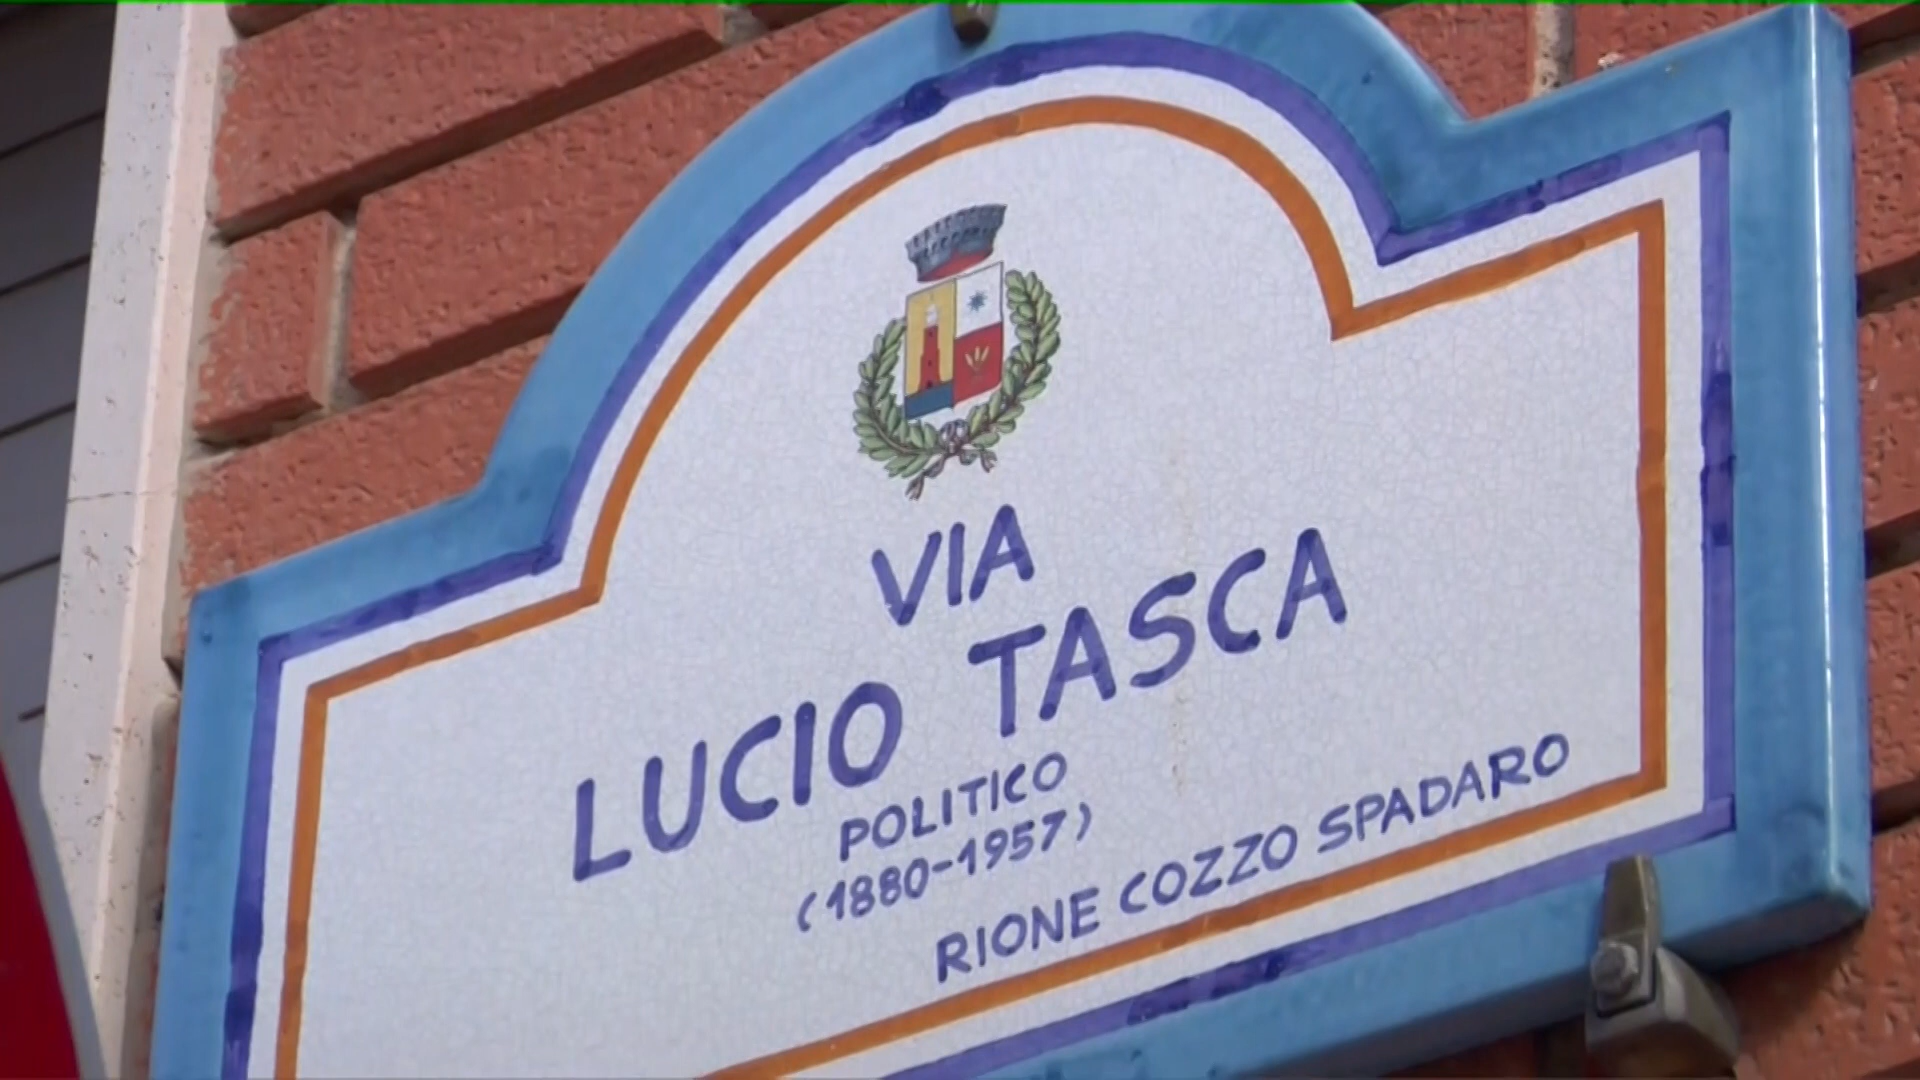 VIA
LUCIO TASCA
POLITICO
(1880-1957)
RIONE COZZO SPADARO